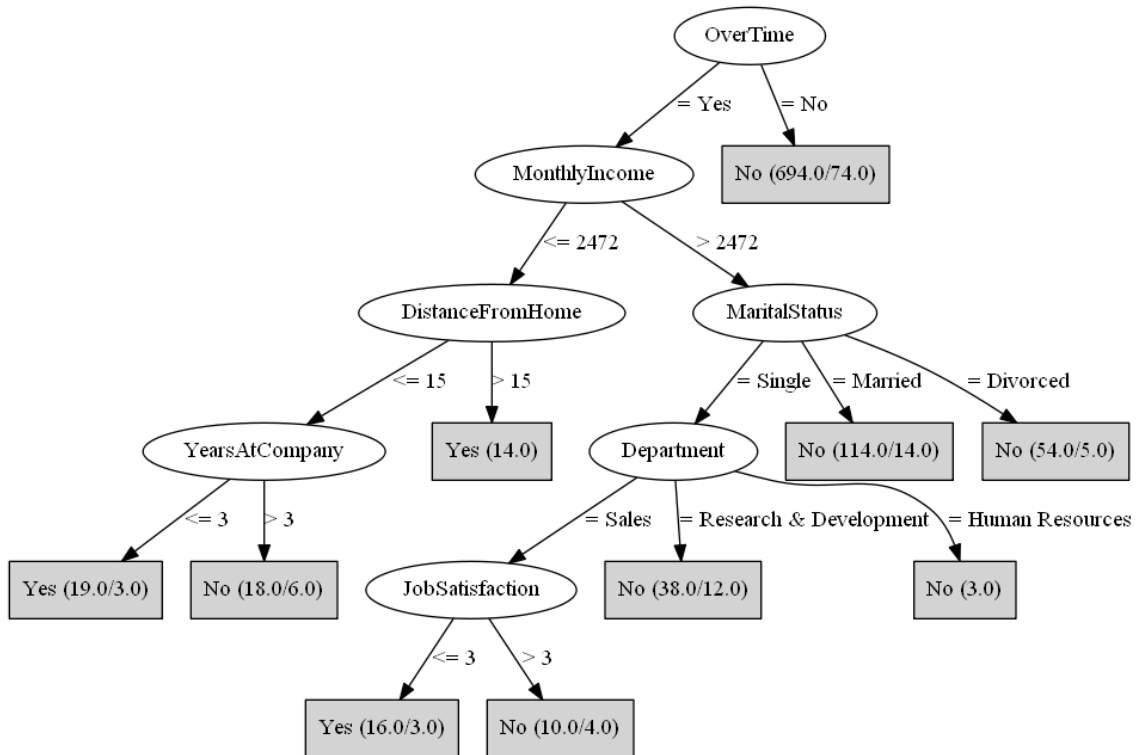 OverTime
= Yes
= No
MonthlyIncome
No (694.0/74.0)
<= 2472
> 2472
DistanceFromHome
MaritalStatus
<= 15
> 15
= Single
= Married
= Divorced
YearsAtCompany
Yes (14.0)
Department
No (114.0/14.0)
No (54.0/5.0)
<= 3
> 3
= Sales
= Research & Development
= Human Resources
Yes (19.0/3.0)
No (18.0/6.0)
JobSatisfaction
No (38.0/12.0)
No (3.0)
<= 3
> 3
Yes (16.0/3.0)
No (10.0/4.0)